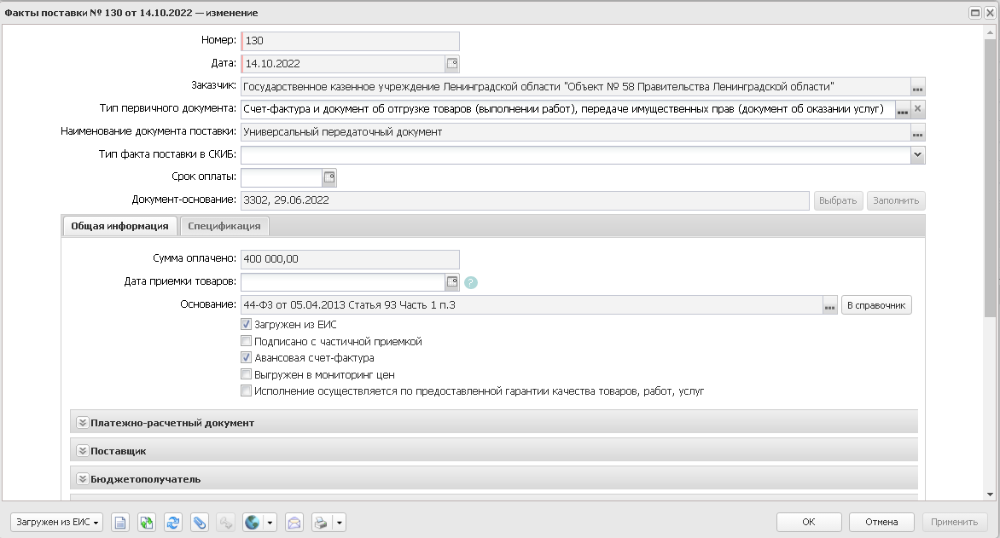 Факты поставки № 130 от 14.10.2022 — изменение
Номер: 130
Дата: 14.10.2022
Заказчик: Государственное казенное учреждение Ленинградской области "Объект № 58 Правительства Ленинградской области" ...
Тип первичного документа: Счет-фактура и документ об отгрузке товаров (выполнении работ), передаче имущественных прав (документ об оказании услуг) ...
Наименование документа поставки: Универсальный передаточный документ ...
Тип факта поставки в СКИБ:
Срок оплаты:
Документ-основание: 3302, 29.06.2022 Выбрать Заполнить
Общая информация Спецификация
Сумма оплачено: 400 000,00
Дата приемки товаров: ?
Основание: 44-ФЗ от 05.04.2013 Статья 93 Часть 1 п.3 ... В справочник
Загружен из ЕИС
Подписано с частичной приемкой
Авансовая счет-фактура
Выгружен в мониторинг цен
Исполнение осуществляется по предоставленной гарантии качества товаров, работ, услуг
Платежно-расчетный документ
Поставщик
Бюджетополучатель
Загружен из ЕИС OK Отмена Применить